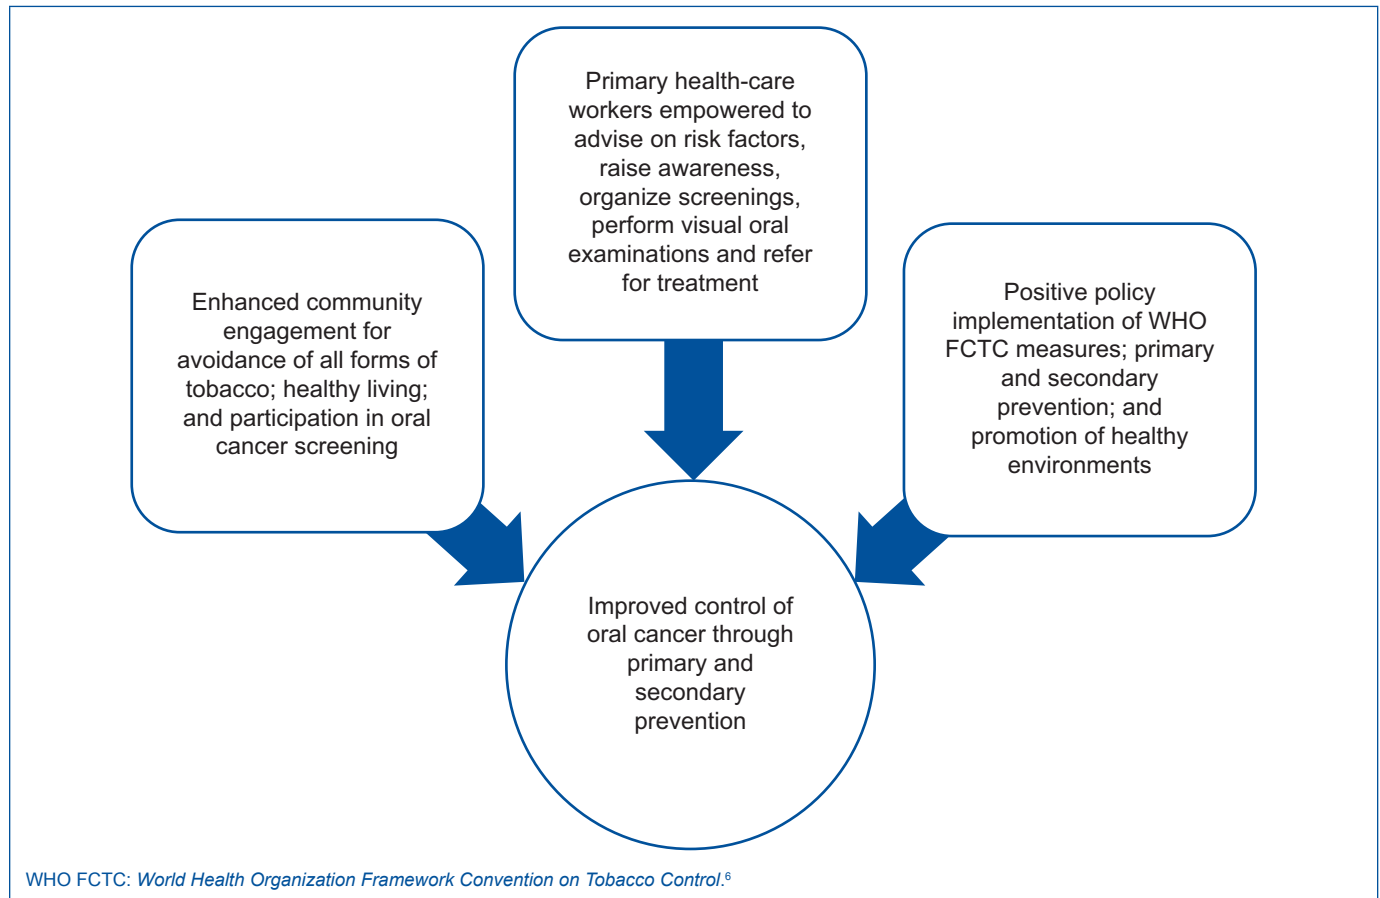 Primary health-care
workers empowered to
advise on risk factors,
raise awareness,
organize screenings,
perform visual oral
examinations and refer
for treatment
Enhanced community
engagement for
avoidance of all forms of
tobacco; healthy living;
and participation in oral
cancer screening
Positive policy
implementation of WHO
FCTC measures; primary
and secondary
prevention; and
promotion of healthy
environments
Improved control of
oral cancer through
primary and
secondary
prevention
WHO FCTC: World Health Organization Framework Convention on Tobacco Control.⁶